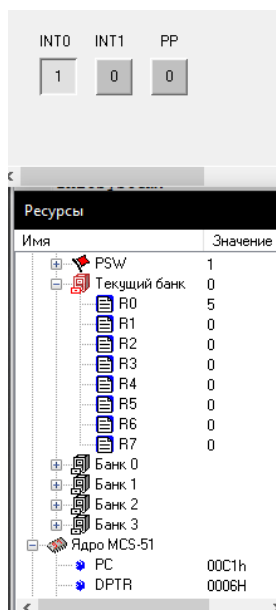 INT0 INT1 PP
1 0 0
Ресурсы
Имя Значение
PSW 1
Текущий банк 0
R0 5
R1 0
R2 0
R3 0
R4 0
R5 0
R6 0
R7 0
Банк 0
Банк 1
Банк 2
Банк 3
Ядро MCS-51
PC 00C1h
DPTR 0006H